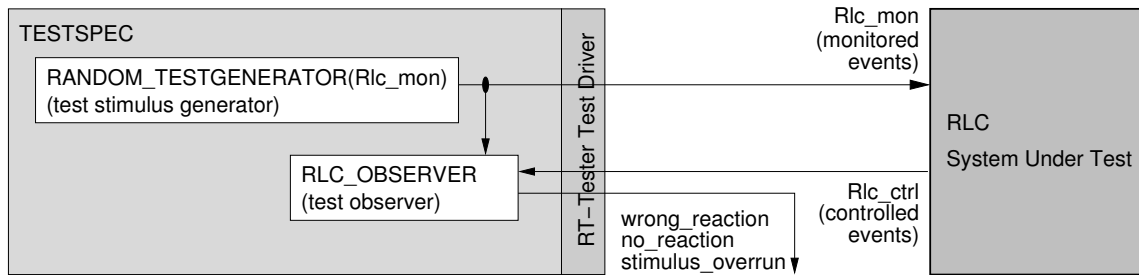 TESTSPEC
RANDOM_TESTGENERATOR(Rlc_mon)
(test stimulus generator)
RLC_OBSERVER
(test observer)
RT−Tester Test Driver
Rlc_mon
(monitored
events)
Rlc_ctrl
(controlled
events)
wrong_reaction
no_reaction
stimulus_overrun
RLC
System Under Test